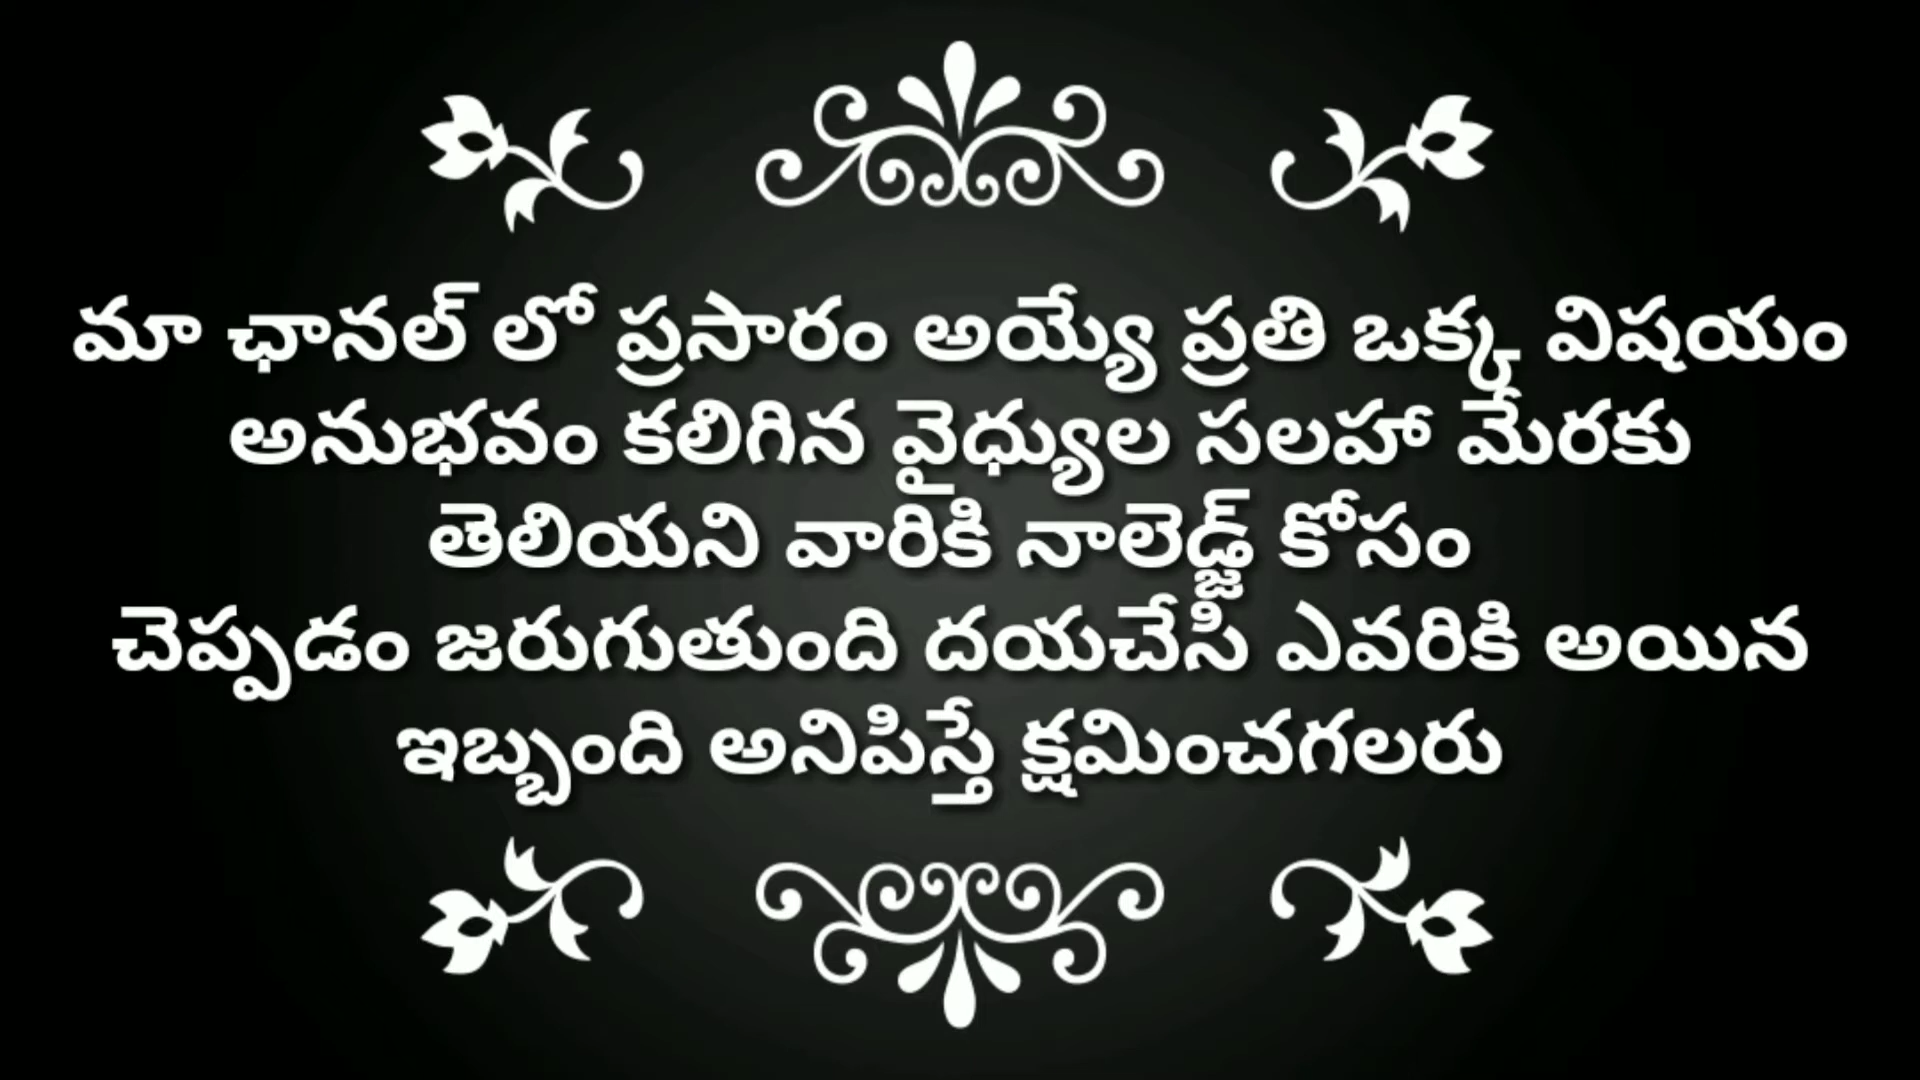 మా ఛానల్ లో ప్రసారం అయ్యే ప్రతి ఒక్క విషయం
అనుభవం కలిగిన వైధ్యుల సలహా మేరకు
తెలియని వారికి నాలెడ్జ్ కోసం
చెప్పడం జరుగుతుంది దయచేసి ఎవరికి అయిన
ఇబ్బంది అనిపిస్తే క్షమించగలరు